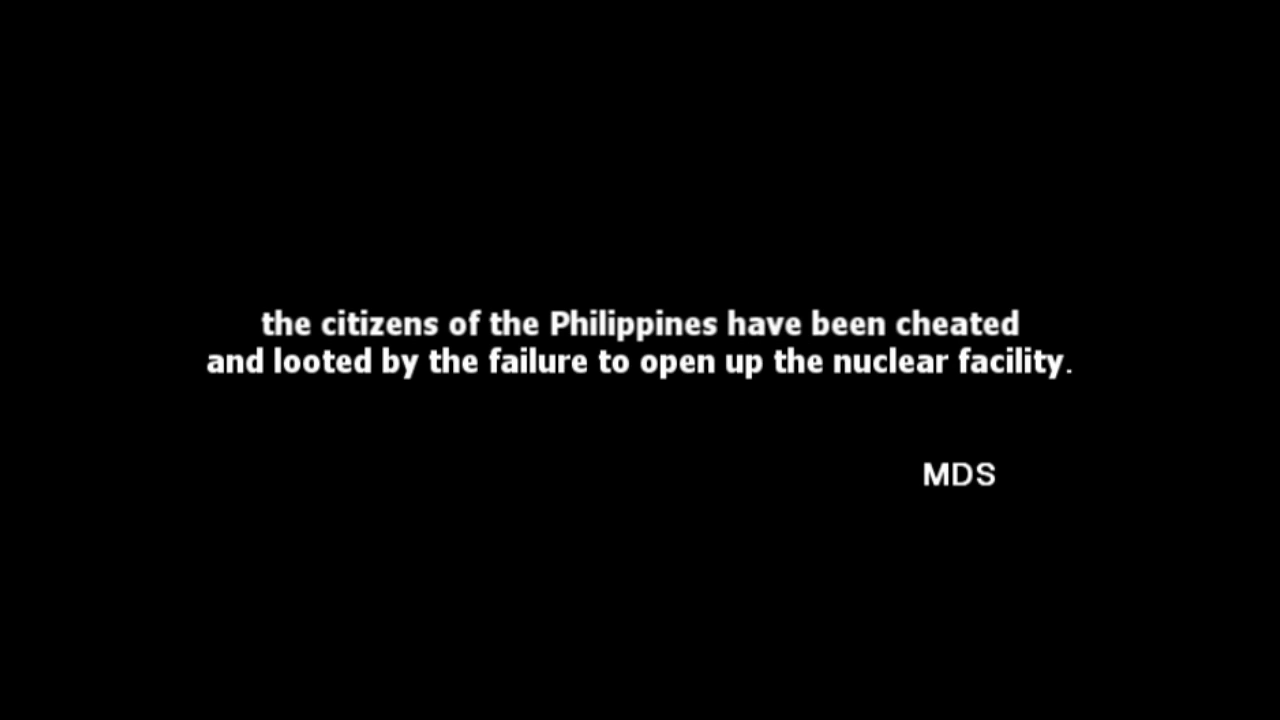 the citizens of the Philippines have been cheated
and looted by the failure to open up the nuclear facility.
MDS